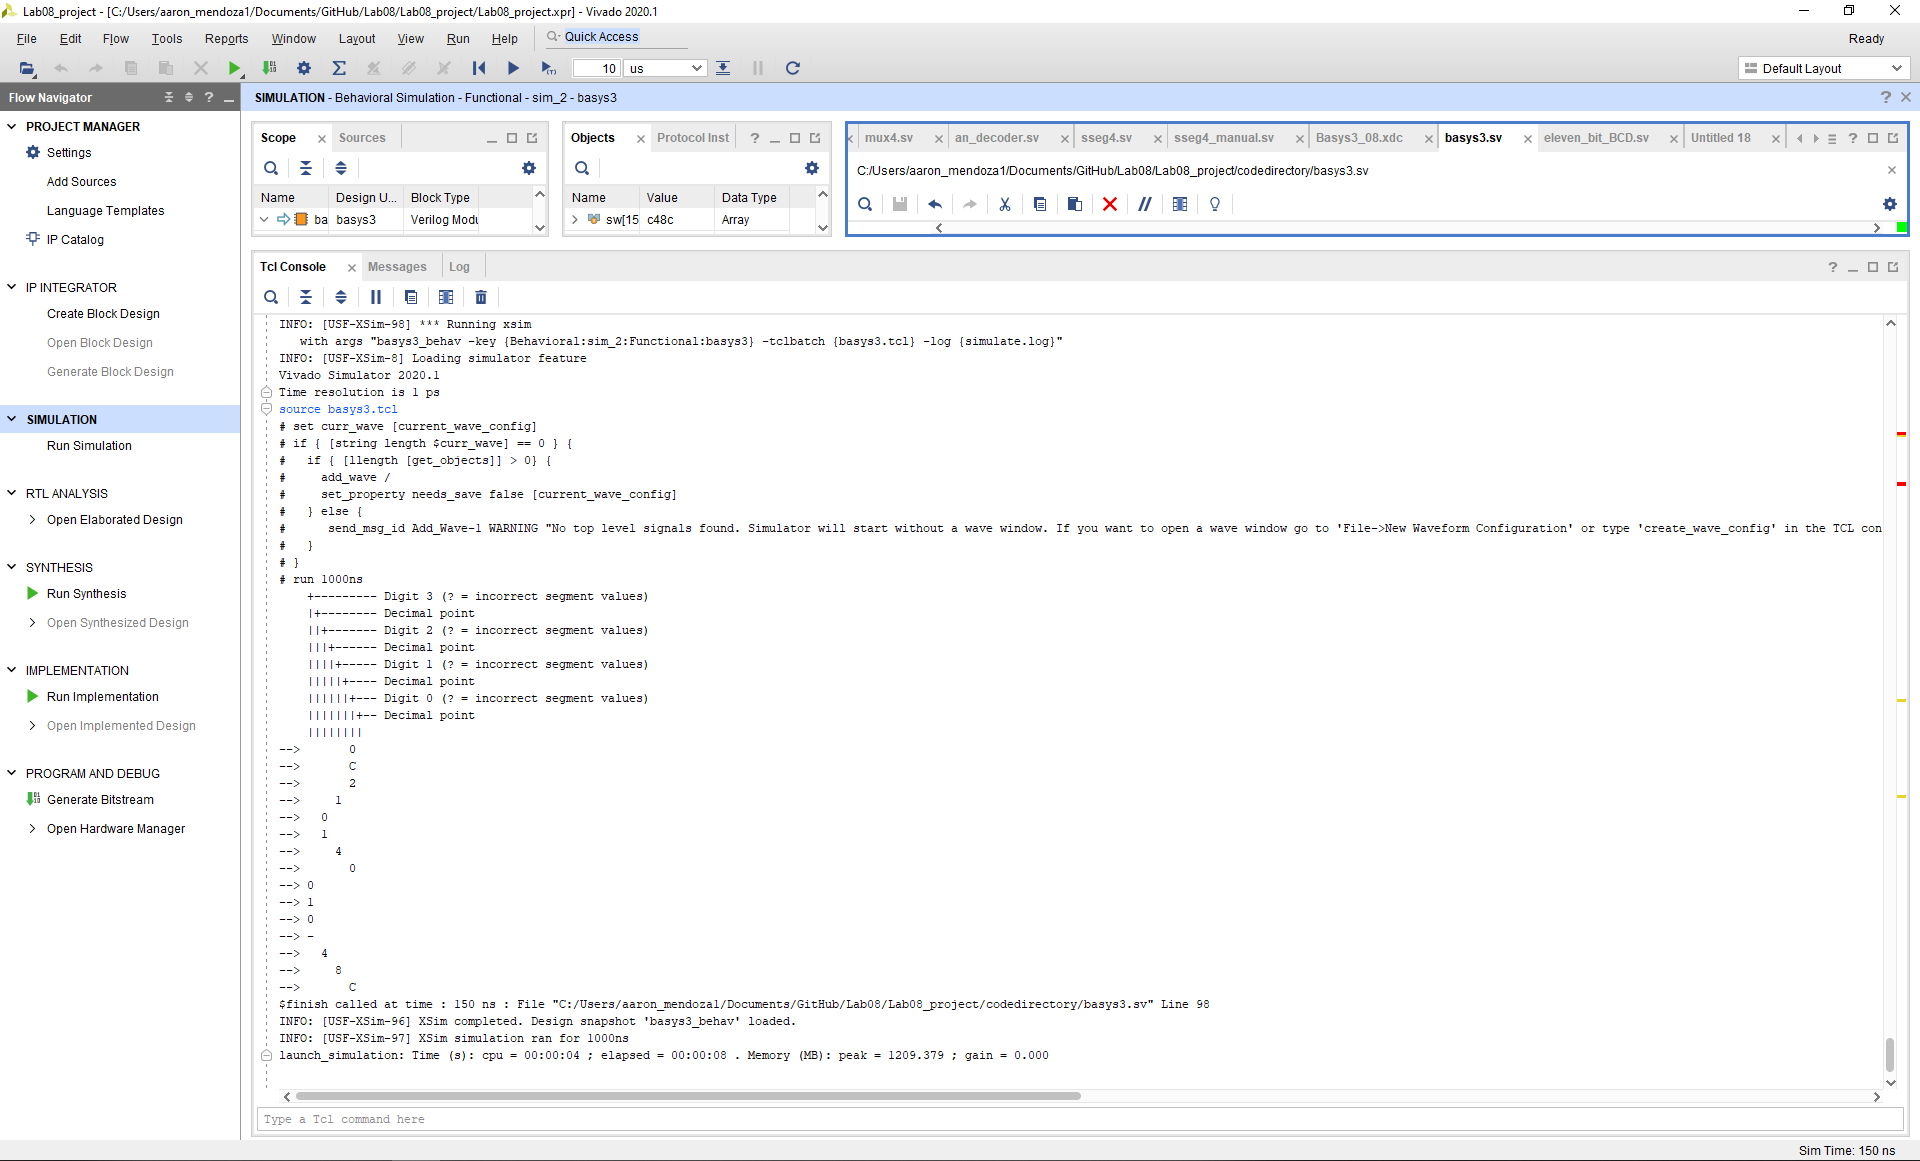 Lab08_project - [C:/Users/aaron_mendoza1/Documents/GitHub/Lab08/Lab08_project/Lab08_project.xpr] - Vivado 2020.1
File Edit Flow Tools Reports Window Layout View Run Help Quick Access Ready
10 us Default Layout
Flow Navigator
PROJECT MANAGER
Settings
Add Sources
Language Templates
IP Catalog
IP INTEGRATOR
Create Block Design
Open Block Design
Generate Block Design
SIMULATION
Run Simulation
RTL ANALYSIS
Open Elaborated Design
SYNTHESIS
Run Synthesis
Open Synthesized Design
IMPLEMENTATION
Run Implementation
Open Implemented Design
PROGRAM AND DEBUG
Generate Bitstream
Open Hardware Manager
SIMULATION - Behavioral Simulation - Functional - sim_2 - basys3
Scope Sources
Name Design U... Block Type
ba basys3 Verilog Modu
Objects Protocol Inst
Name Value Data Type
sw[15 c48c Array
mux4.sv an_decoder.sv sseg4.sv sseg4_manual.sv Basys3_08.xdc basys3.sv eleven_bit_BCD.sv Untitled 18
C:/Users/aaron_mendoza1/Documents/GitHub/Lab08/Lab08_project/codedirectory/basys3.sv
Tcl Console Messages Log
INFO: [USF-XSim-98] *** Running xsim
   with args "basys3_behav -key {Behavioral:sim_2:Functional:basys3} -tclbatch {basys3.tcl} -log {simulate.log}"
INFO: [USF-XSim-8] Loading simulator feature
Vivado Simulator 2020.1
Time resolution is 1 ps
source basys3.tcl
# set curr_wave [current_wave_config]
# if { [string length $curr_wave] == 0 } {
#   if { [llength [get_objects]] > 0} {
#     add_wave /
#     set_property needs_save false [current_wave_config]
#   } else {
#      send_msg_id Add_Wave-1 WARNING "No top level signals found. Simulator will start without a wave window. If you want to open a wave window go to 'File->New Waveform Configuration' or type 'create_wave_config' in the TCL con
#   }
# }
# run 1000ns
    +--------- Digit 3 (? = incorrect segment values)
    |+-------- Decimal point
    ||+------- Digit 2 (? = incorrect segment values)
    |||+------ Decimal point
    ||||+----- Digit 1 (? = incorrect segment values)
    |||||+---- Decimal point
    ||||||+--- Digit 0 (? = incorrect segment values)
    |||||||+-- Decimal point
    ||||||||
-->       0
-->       C
-->       2
-->     1
-->   0
-->   1
-->     4
-->       0
--> 0
--> 1
--> 0
--> -
-->   4
-->     8
-->       C
$finish called at time : 150 ns : File "C:/Users/aaron_mendoza1/Documents/GitHub/Lab08/Lab08_project/codedirectory/basys3.sv" Line 98
INFO: [USF-XSim-96] XSim completed. Design snapshot 'basys3_behav' loaded.
INFO: [USF-XSim-97] XSim simulation ran for 1000ns
launch_simulation: Time (s): cpu = 00:00:04 ; elapsed = 00:00:08 . Memory (MB): peak = 1209.379 ; gain = 0.000
Type a Tcl command here
Sim Time: 150 ns